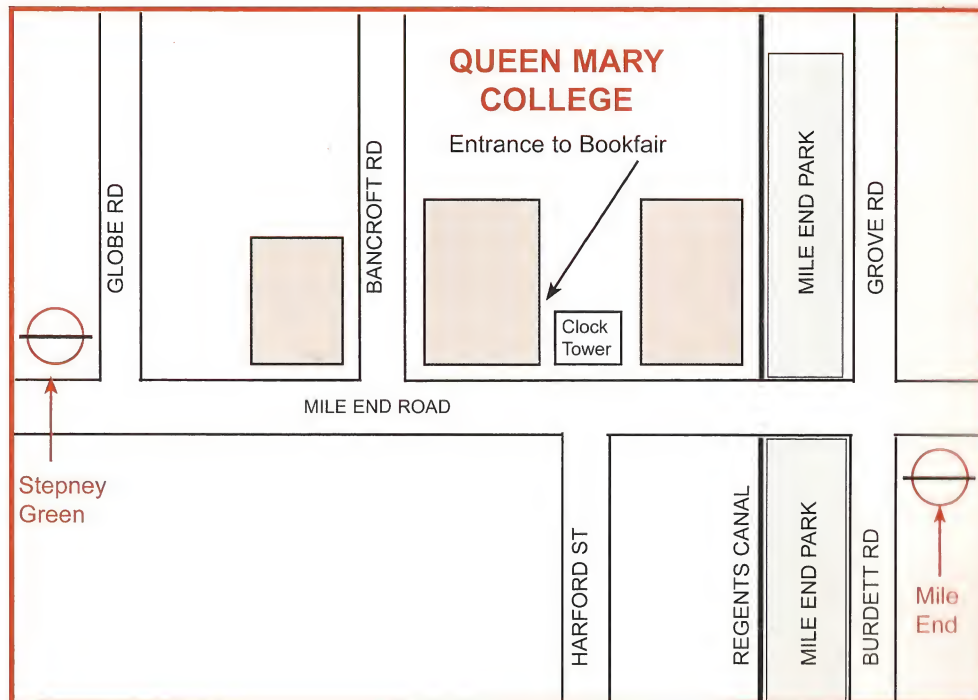 QUEEN MARY
COLLEGE
Entrance to Bookfair
GLOBE RD
BANCROFT RD
MILE END PARK
GROVE RD
Clock
Tower
MILE END ROAD
Stepney
Green
HARFORD ST
REGENTS CANAL
MILE END PARK
BURDETT RD
Mile
End